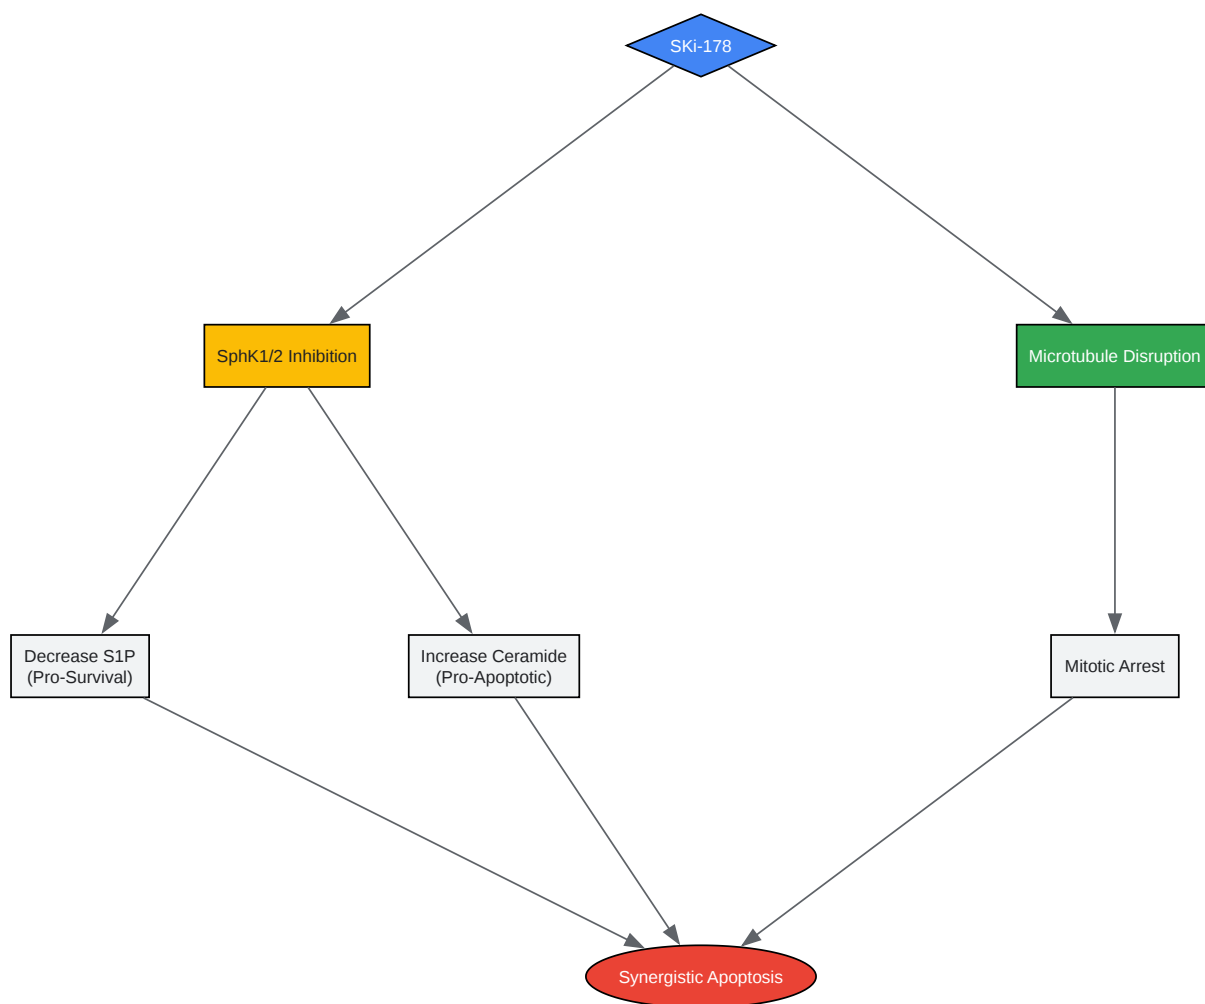 SKi-178
SphK1/2 Inhibition
Microtubule Disruption
Decrease S1P
(Pro-Survival)
Increase Ceramide
(Pro-Apoptotic)
Mitotic Arrest
Synergistic Apoptosis